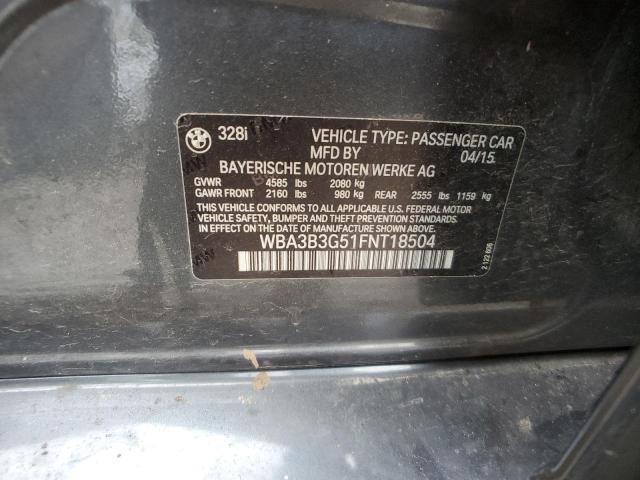 328i VEHICLE TYPE: PASSENGER CAR
MFD BY 04/15
BAYERISCHE MOTOREN WERKE AG
GVWR 4585 lbs 2080 kg
GAWR FRONT 2160 lbs 980 kg REAR 2555 lbs 1159 kg
THIS VEHICLE CONFORMS TO ALL APPLICABLE U.S. FEDERAL MOTOR
VEHICLE SAFETY, BUMPER AND THEFT PREVENTION STANDARDS
IN EFFECT ON THE DATE OF MANUFACTURE SHOWN ABOVE.
WBA3B3G51FNT18504